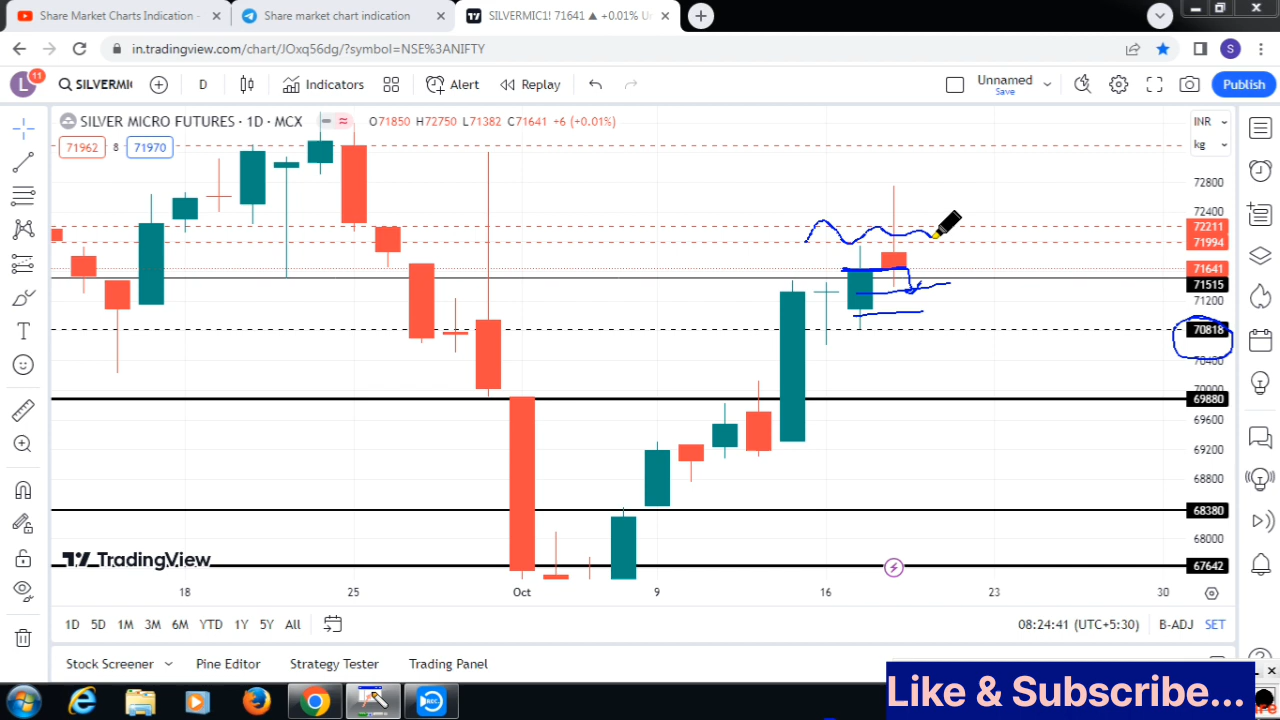 Share Market Charts Indication -
Share market chart indication
SILVERMIC1! 71641 ▲ +0.01% Un
in.tradingview.com/chart/JOxq56dg/?symbol=NSE%3ANIFTY
S
L
11
SILVERMI
D
Indicators
Alert
Replay
Unnamed
Save
Publish
SILVER MICRO FUTURES · 1D · MCX
O71850 H72750 L71382 C71641 +6 (+0.01%)
INR
kg
71962
8
71970
72800
72400
72211
71994
71641
71515
71200
70818
70400
70000
69880
69600
69200
68800
68380
68000
67642
TradingView
18
25
Oct
9
16
23
30
1D 5D 1M 3M 6M YTD 1Y 5Y All
08:24:41 (UTC+5:30)
B-ADJ
SET
Stock Screener
Pine Editor
Strategy Tester
Trading Panel
Like & Subscribe...